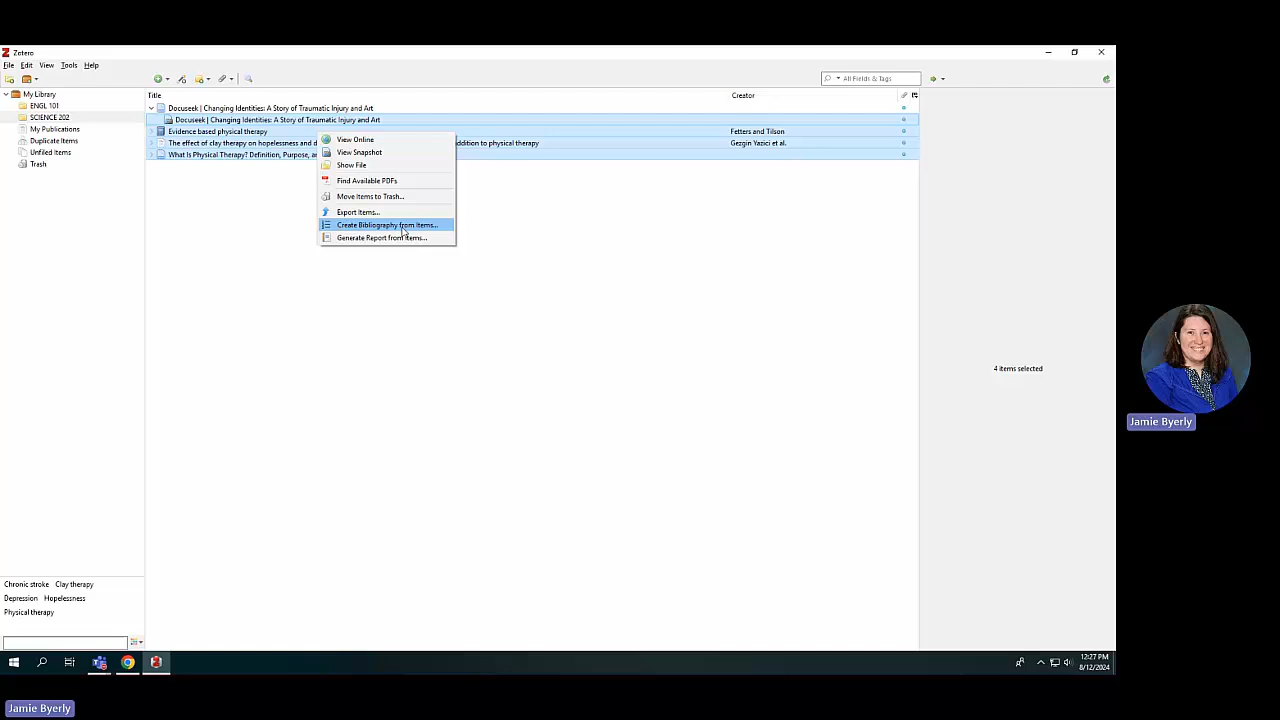 Zotero
File Edit View Tools Help
All Fields & Tags
My Library
ENGL 101
SCIENCE 202
My Publications
Duplicate Items
Unfiled Items
Trash
Title Creator
Docuseek | Changing Identities: A Story of Traumatic Injury and Art
Docuseek | Changing Identities: A Story of Traumatic Injury and Art
Evidence based physical therapy Fetters and Tilson
The effect of clay therapy on hopelessness and d ddition to physical therapy Gezgin Yazici et al.
What Is Physical Therapy? Definition, Purpose, an
View Online
View Snapshot
Show File
Find Available PDFs
Move Items to Trash...
Export Items...
Create Bibliography from Items...
Generate Report from Items...
4 items selected
Jamie Byerly
Chronic stroke Clay therapy
Depression Hopelessness
Physical therapy
12:27 PM
8/12/2024
Jamie Byerly